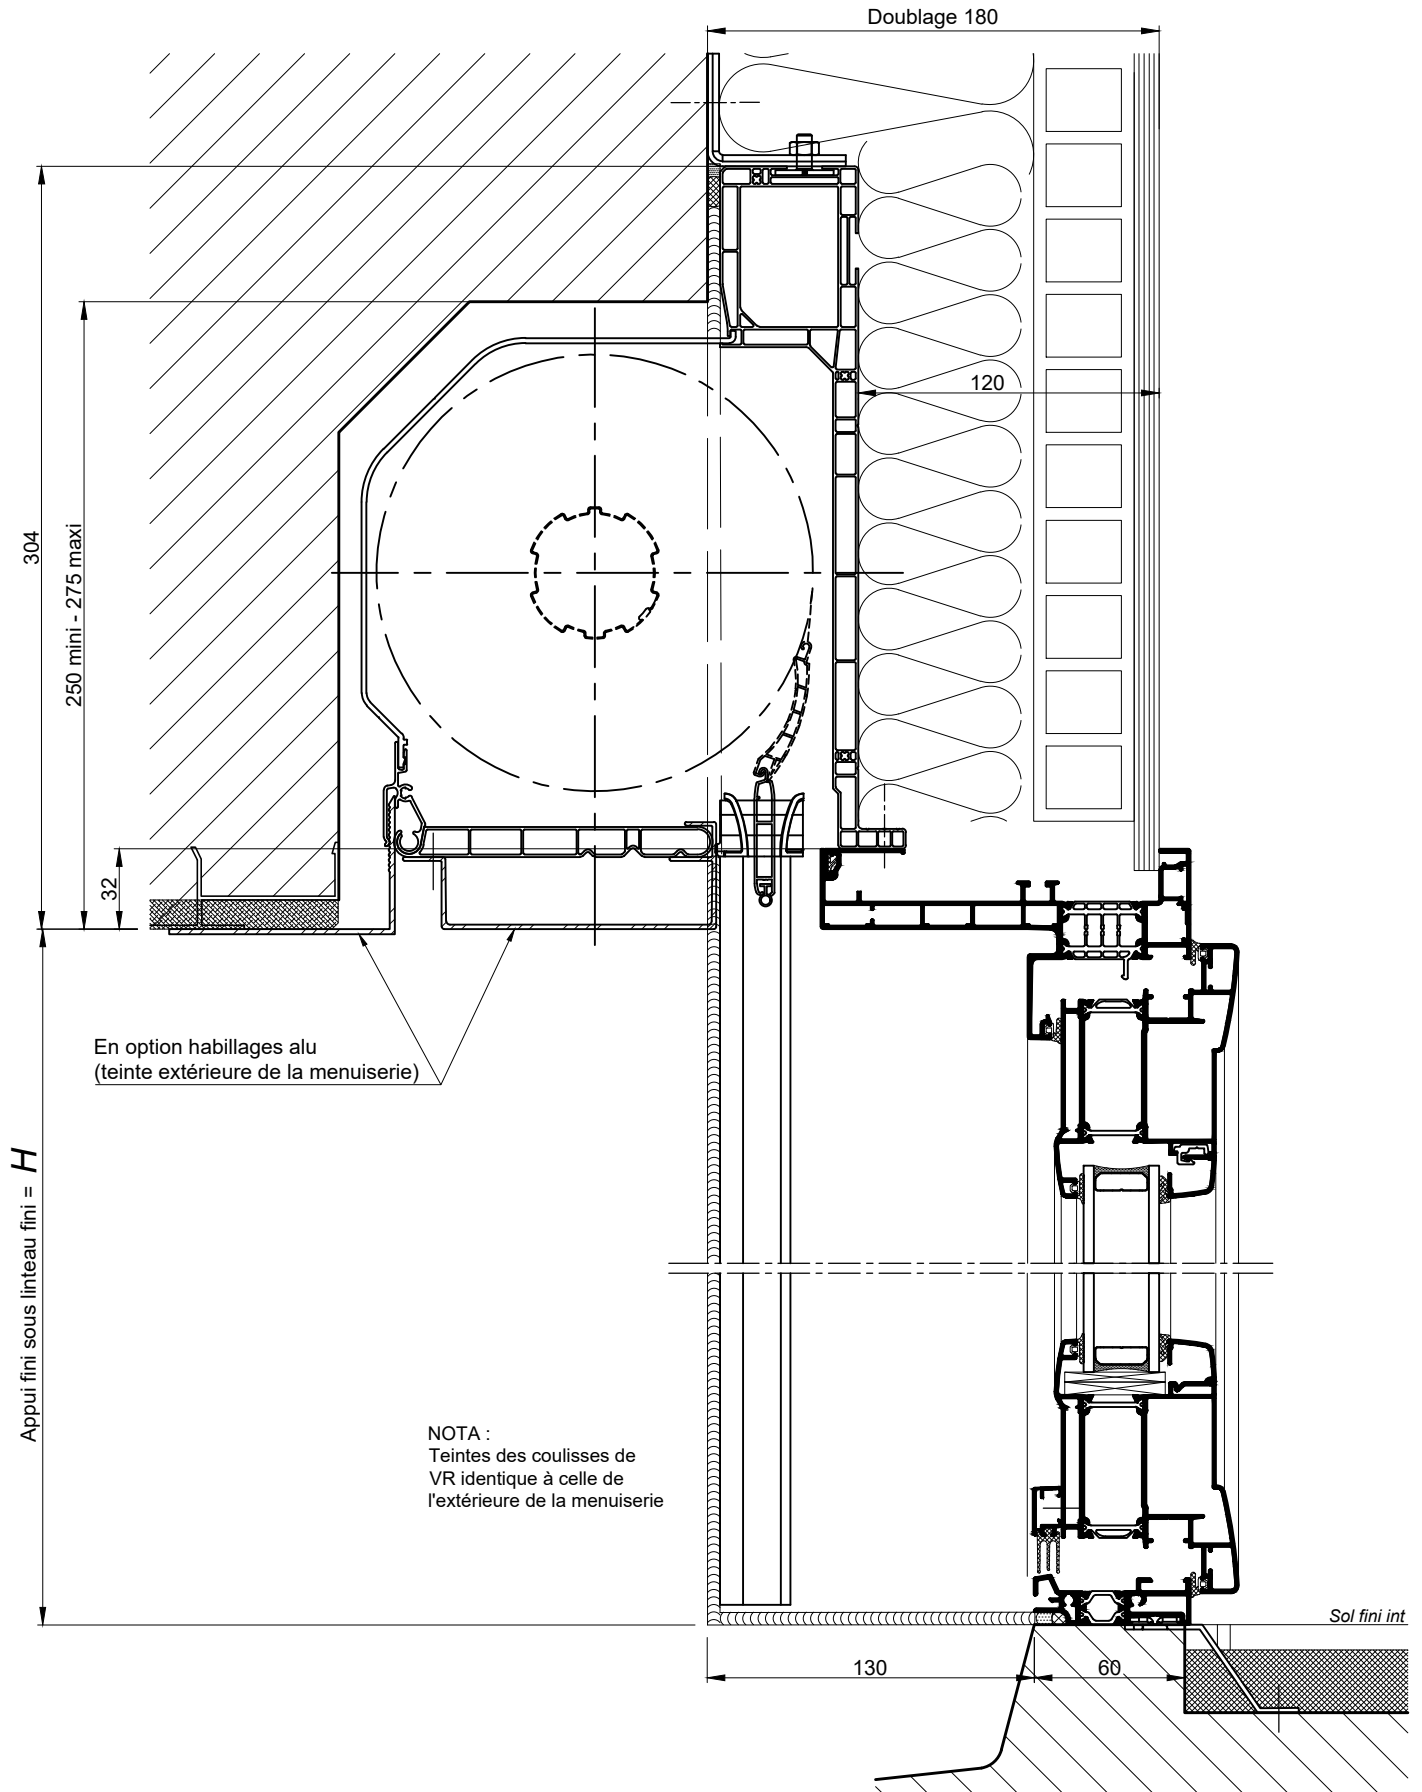 Doublage 180
120
304
250 mini - 275 maxi
32
En option habillages alu
(teinte extérieure de la menuiserie)
Appui fini sous linteau fini = H
NOTA :
Teintes des coulisses de
VR identique à celle de
l'extérieure de la menuiserie
Sol fini int
130
60